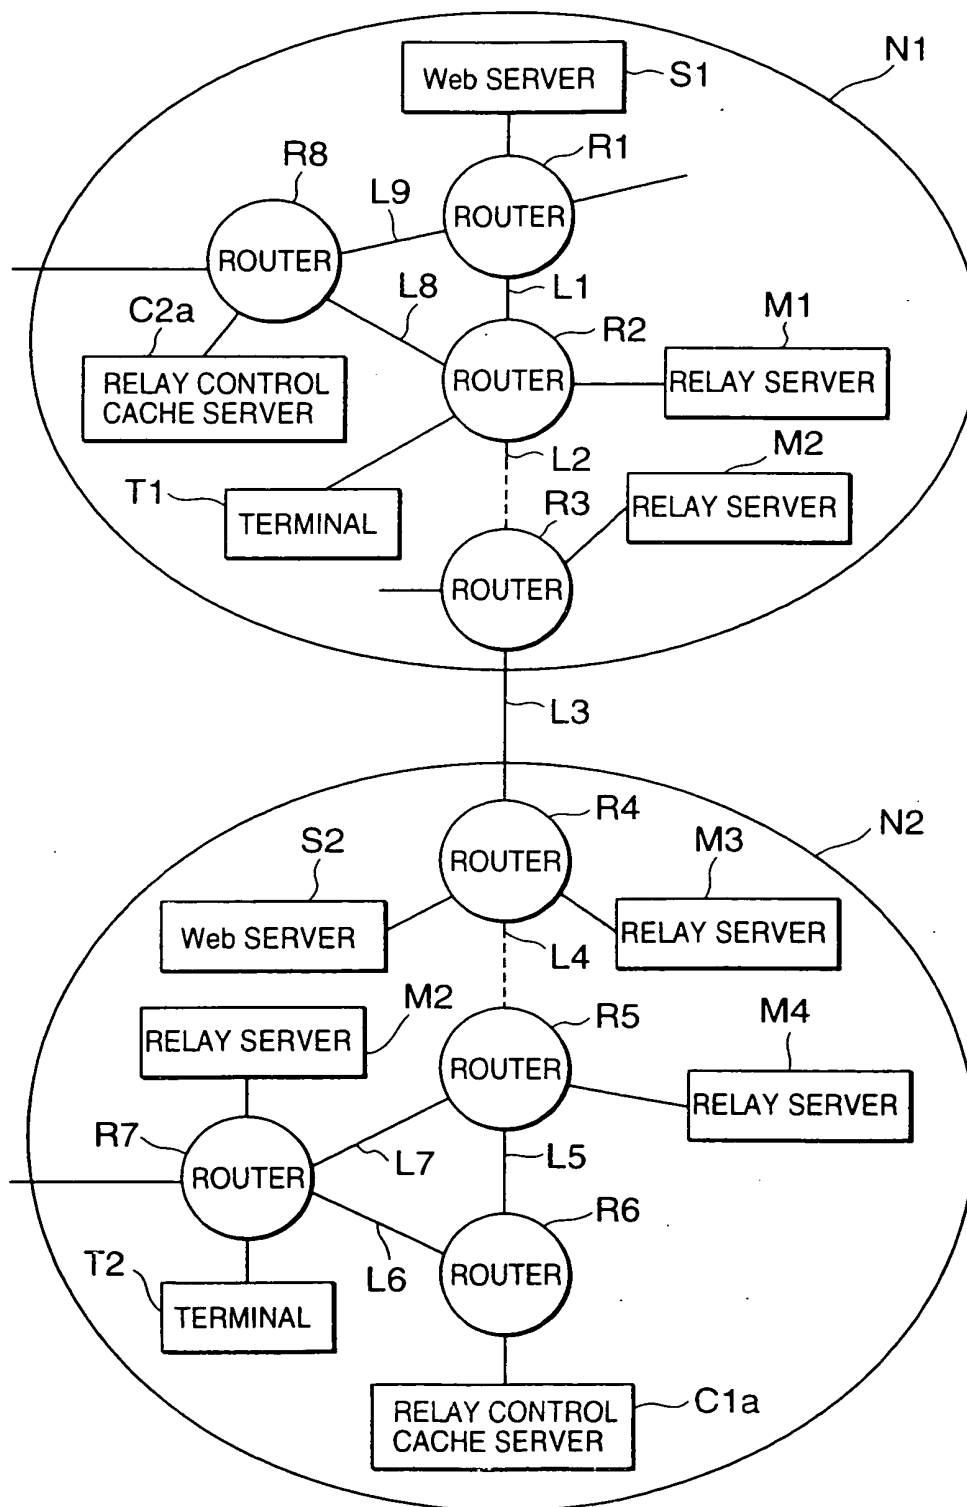 N1
Web SERVER
S1
R1
R8
L9
ROUTER
ROUTER
L8
L1
C2a
R2
M1
RELAY CONTROL
CACHE SERVER
ROUTER
RELAY SERVER
L2
M2
T1
R3
RELAY SERVER
TERMINAL
ROUTER
L3
R4
N2
S2
ROUTER
M3
Web SERVER
RELAY SERVER
L4
M2
R5
M4
RELAY SERVER
ROUTER
RELAY SERVER
R7
L7
L5
ROUTER
R6
T2
L6
ROUTER
TERMINAL
C1a
RELAY CONTROL
CACHE SERVER